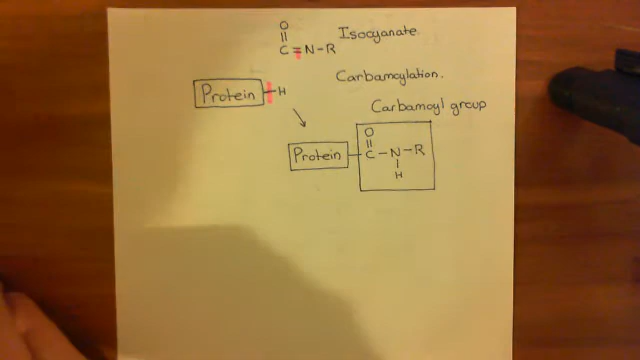 O
||
C=N-R Isocyanate
Carbamoylation.
Protein-H
Carbamoyl group
O
||
Protein-C-N-R
|
H